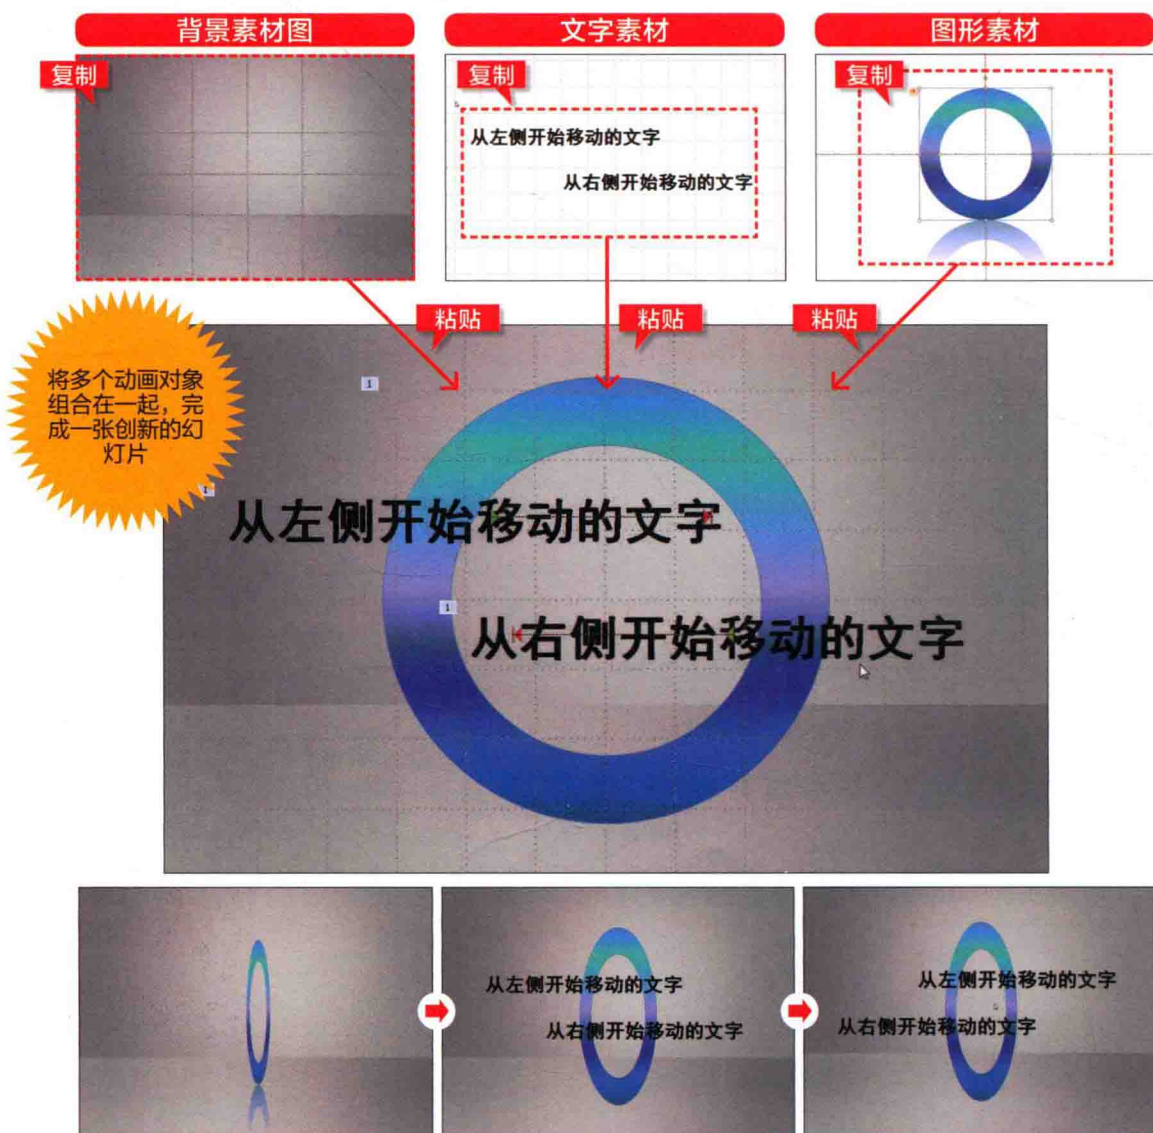 背景素材图
文字素材
图形素材
复制
复制
复制
从左侧开始移动的文字
从右侧开始移动的文字
粘贴
粘贴
粘贴
将多个动画对象
组合在一起，完
成一张创新的幻
灯片
1
1
从左侧开始移动的文字
1
从右侧开始移动的文字
从左侧开始移动的文字
从右侧开始移动的文字
从左侧开始移动的文字
从右侧开始移动的文字